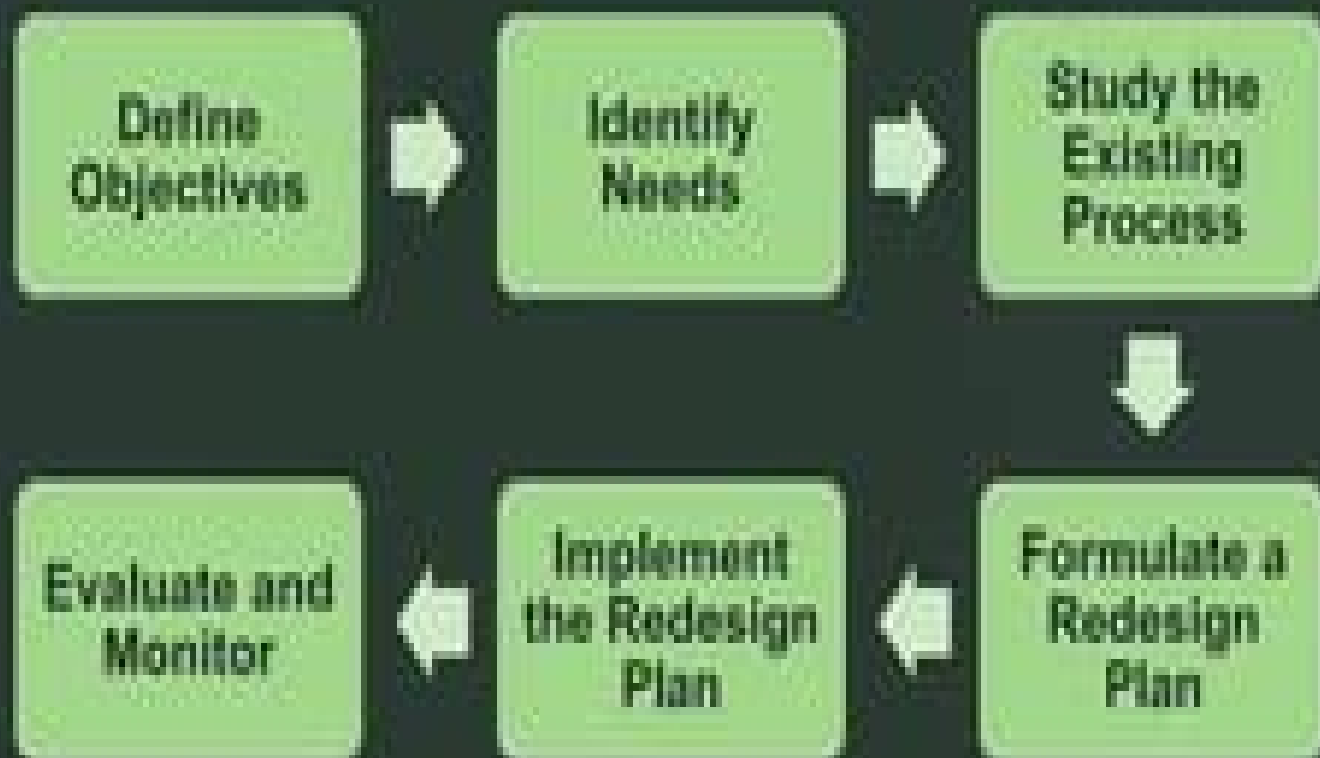 Define
Objectives
Identify
Needs
Study the
Existing
Process
Formulate a
Redesign
Plan
Implement
the Redesign
Plan
Evaluate and
Monitor